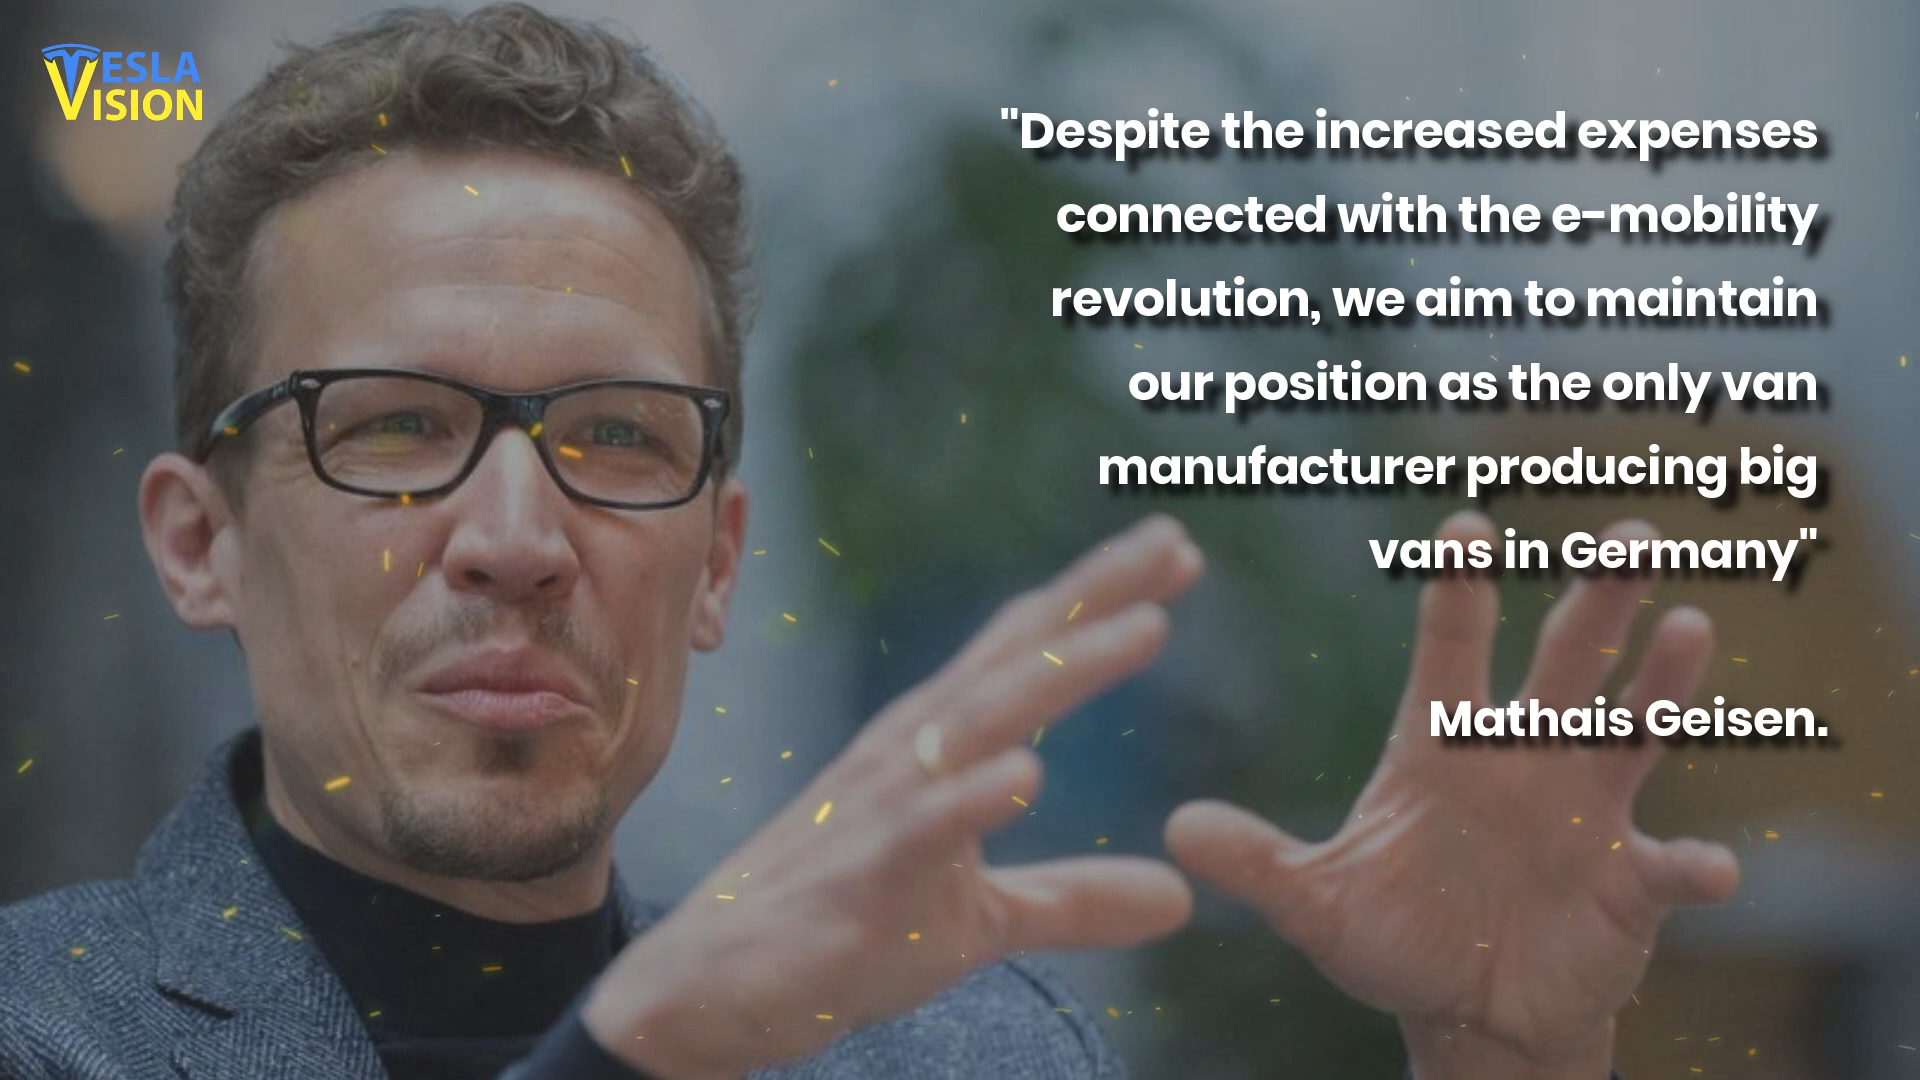 TESLA
VISION
"Despite the increased expenses
connected with the e-mobility
revolution, we aim to maintain
our position as the only van
manufacturer producing big
vans in Germany"
Mathais Geisen.